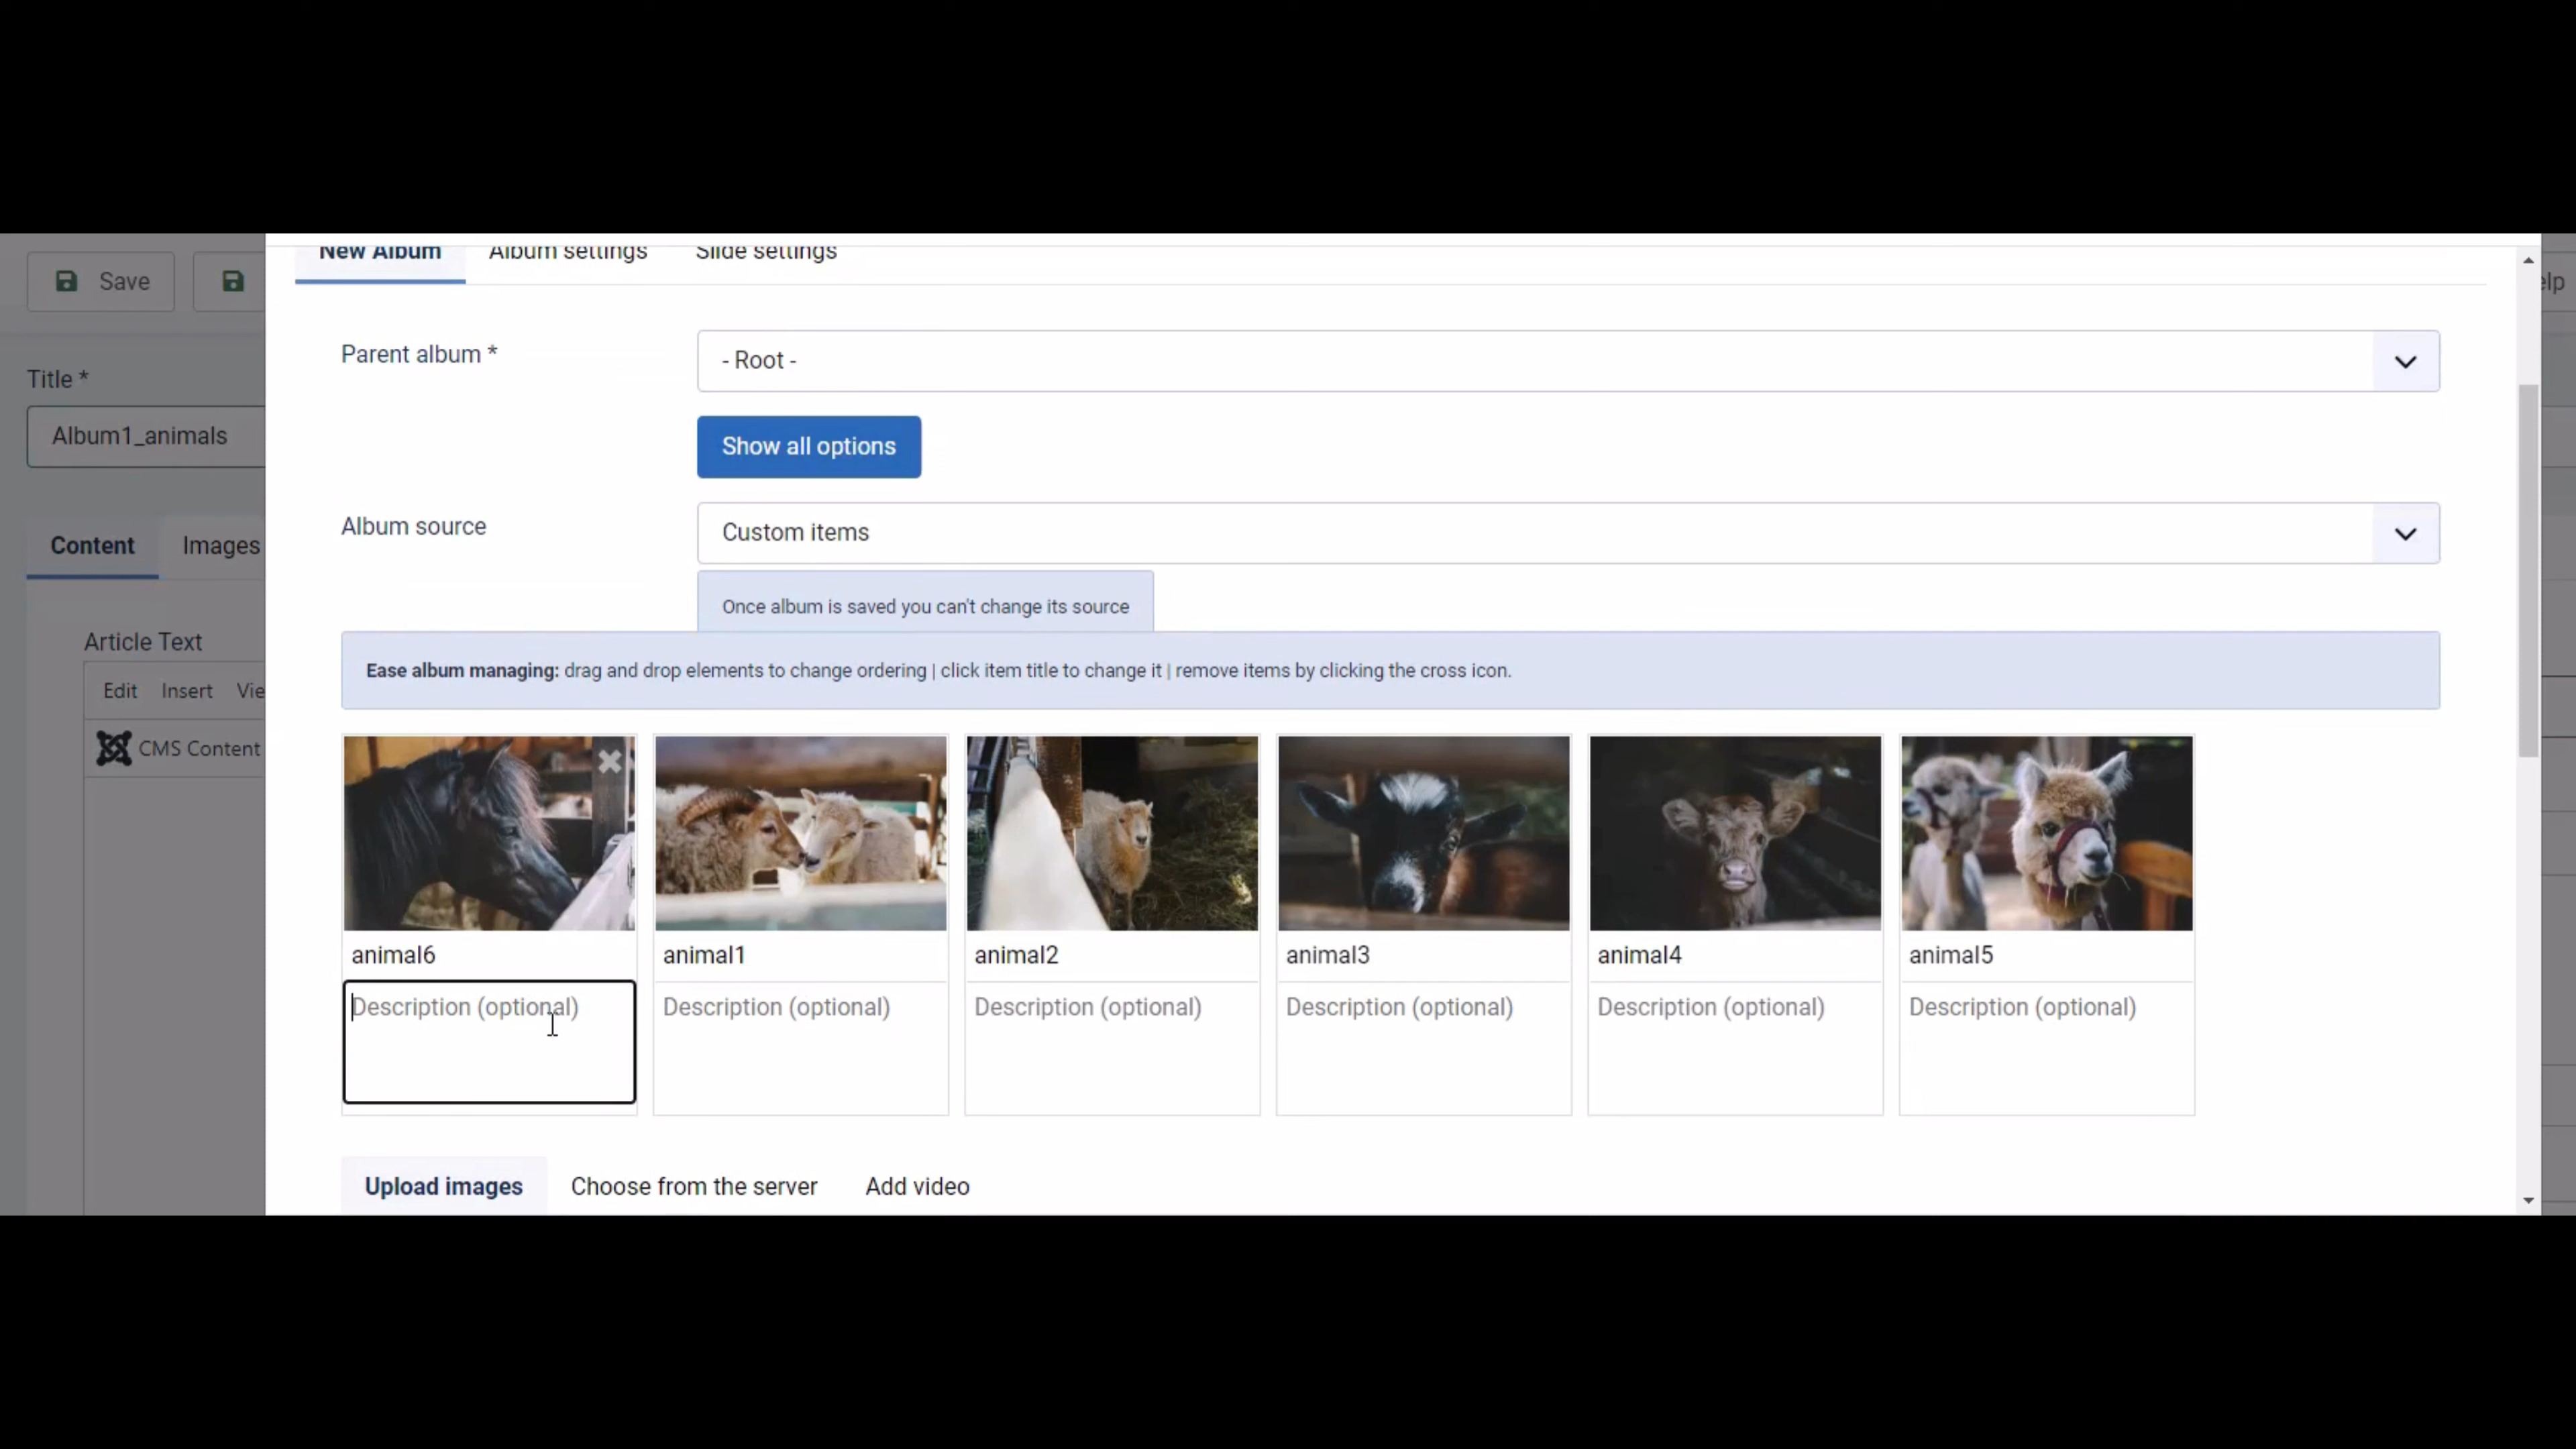 New Album Album settings Slide settings
Save
elp
Parent album *
- Root -
Title *
Album1_animals
Show all options
Album source
Custom items
Content Images
Once album is saved you can't change its source
Article Text
Ease album managing: drag and drop elements to change ordering | click item title to change it | remove items by clicking the cross icon.
Edit Insert Vie
CMS Content
animal6 animal1 animal2 animal3 animal4 animal5
Description (optional) Description (optional) Description (optional) Description (optional) Description (optional) Description (optional)
Upload images Choose from the server Add video